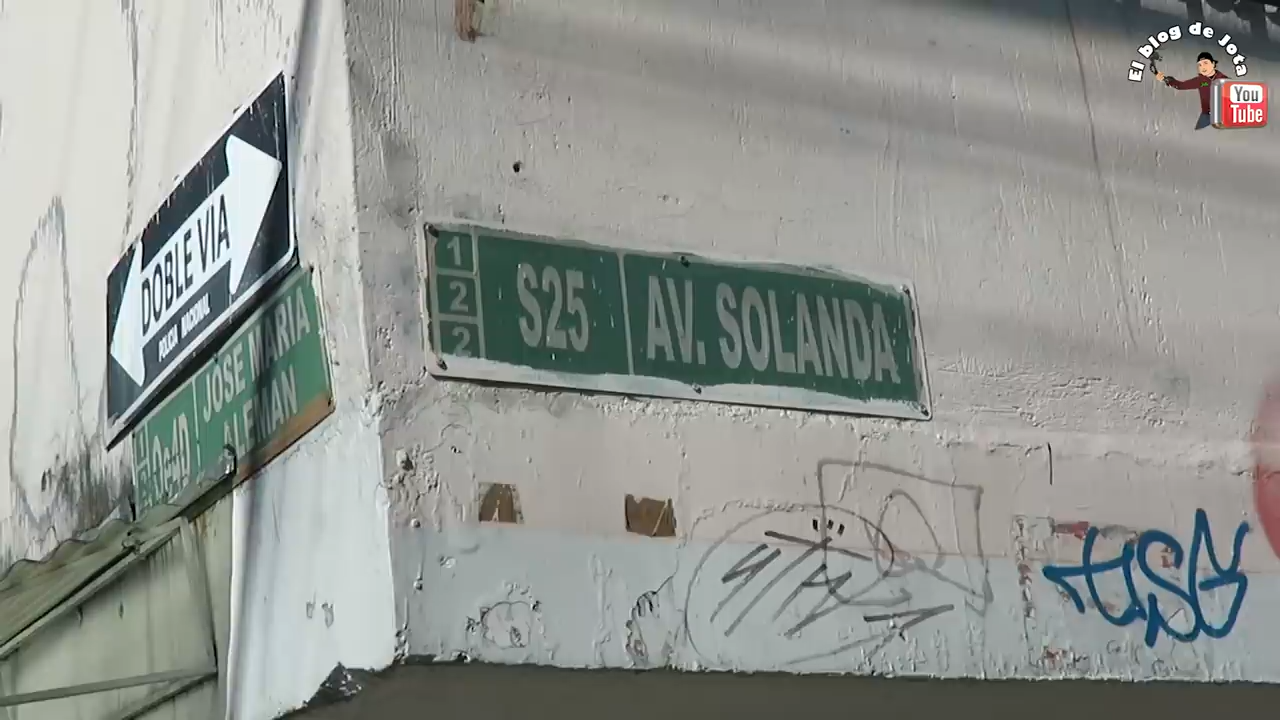 El blog de Jota
You
Tube
DOBLE VIA
POLICIA NACIONAL
JOSE MARIA
ALEMAN
Oe4D
1
2
2
S25
AV. SOLANDA